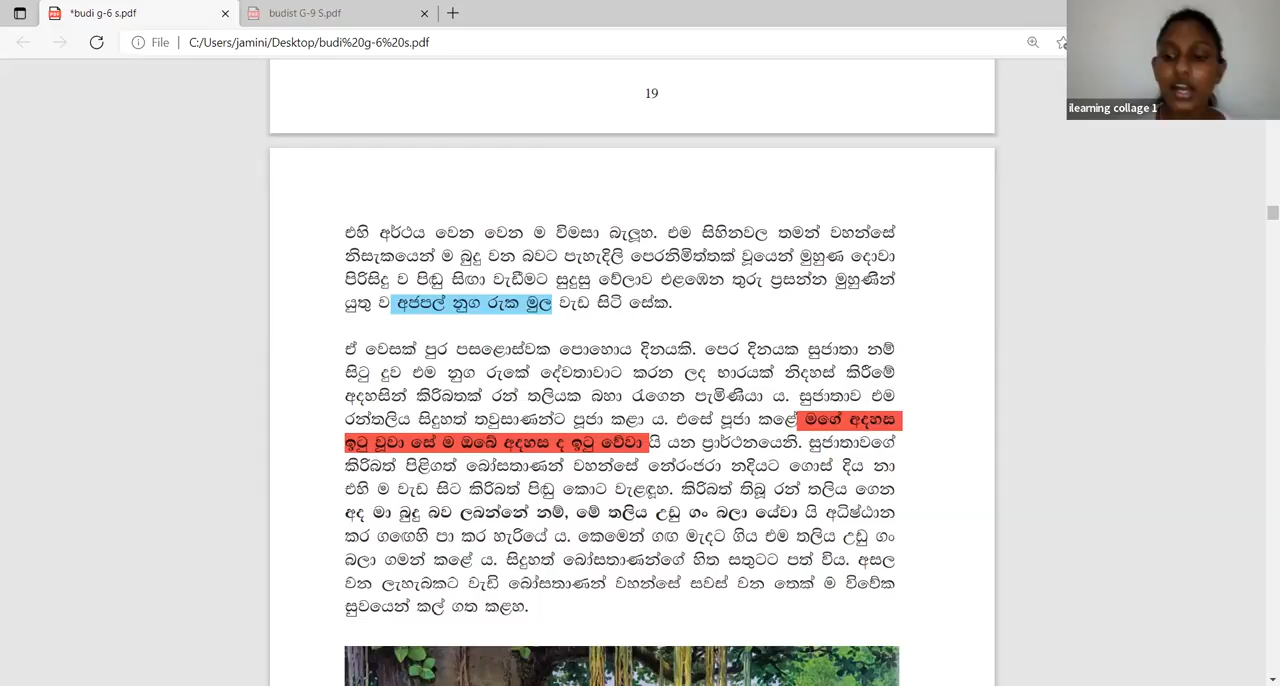 *budi g-6 s.pdf
budist G-9 S.pdf
File | C:/Users/jamini/Desktop/budi%20g-6%20s.pdf
ilearning collage 1
19
එහි අර්ථය වෙන වෙන ම විමසා බැලූහ. එම සිහිනවල තමන් වහන්සේ
නිසැකයෙන් ම බුදු වන බවට පැහැදිලි පෙරනිමිත්තක් වූයෙන් මුහුණ දොවා
පිරිසිදු ව පිඬු සිඟා වැඩීමට සුදුසු වේලාව එළඹෙන තුරු ප්‍රසන්න මුහුණින්
යුතු ව අජපල් නුග රුක මුල වැඩ සිටි සේක.
ඒ වෙසක් පුර පසළොස්වක පොහොය දිනයකි. පෙර දිනයක සුජාතා නම්
සිටු දුව එම නුග රුකේ දේවතාවාට කරන ලද භාරයක් නිදහස් කිරීමේ
අදහසින් කිරිබතක් රන් තලියක බහා රැගෙන පැමිණියා ය. සුජාතාව එම
රන්තලිය සිදුහත් තවුසාණන්ට පූජා කළා ය. එසේ පූජා කළේ මගේ අදහස
ඉටු වූවා සේ ම ඔබේ අදහස ද ඉටු වේවා යි යන ප්‍රාර්ථනයෙනි. සුජාතාවගේ
කිරිබත් පිළිගත් බෝසතාණන් වහන්සේ නේරංජරා නදියට ගොස් දිය නා
එහි ම වැඩ සිට කිරිබත් පිඬු කොට වැළඳූහ. කිරිබත් තිබූ රන් තලිය ගෙන
අද මා බුදු බව ලබන්නේ නම්, මේ තලිය උඩු ගං බලා යේවා යි අධිෂ්ඨාන
කර ගඟෙහි පා කර හැරියේ ය. කෙමෙන් ගඟ මැදට ගිය එම තලිය උඩු ගං
බලා ගමන් කළේ ය. සිදුහත් බෝසතාණන්ගේ හිත සතුටට පත් විය. අසල
වන ලැහැබකට වැඩි බෝසතාණන් වහන්සේ සවස් වන තෙක් ම විවේක
සුවයෙන් කල් ගත කළහ.